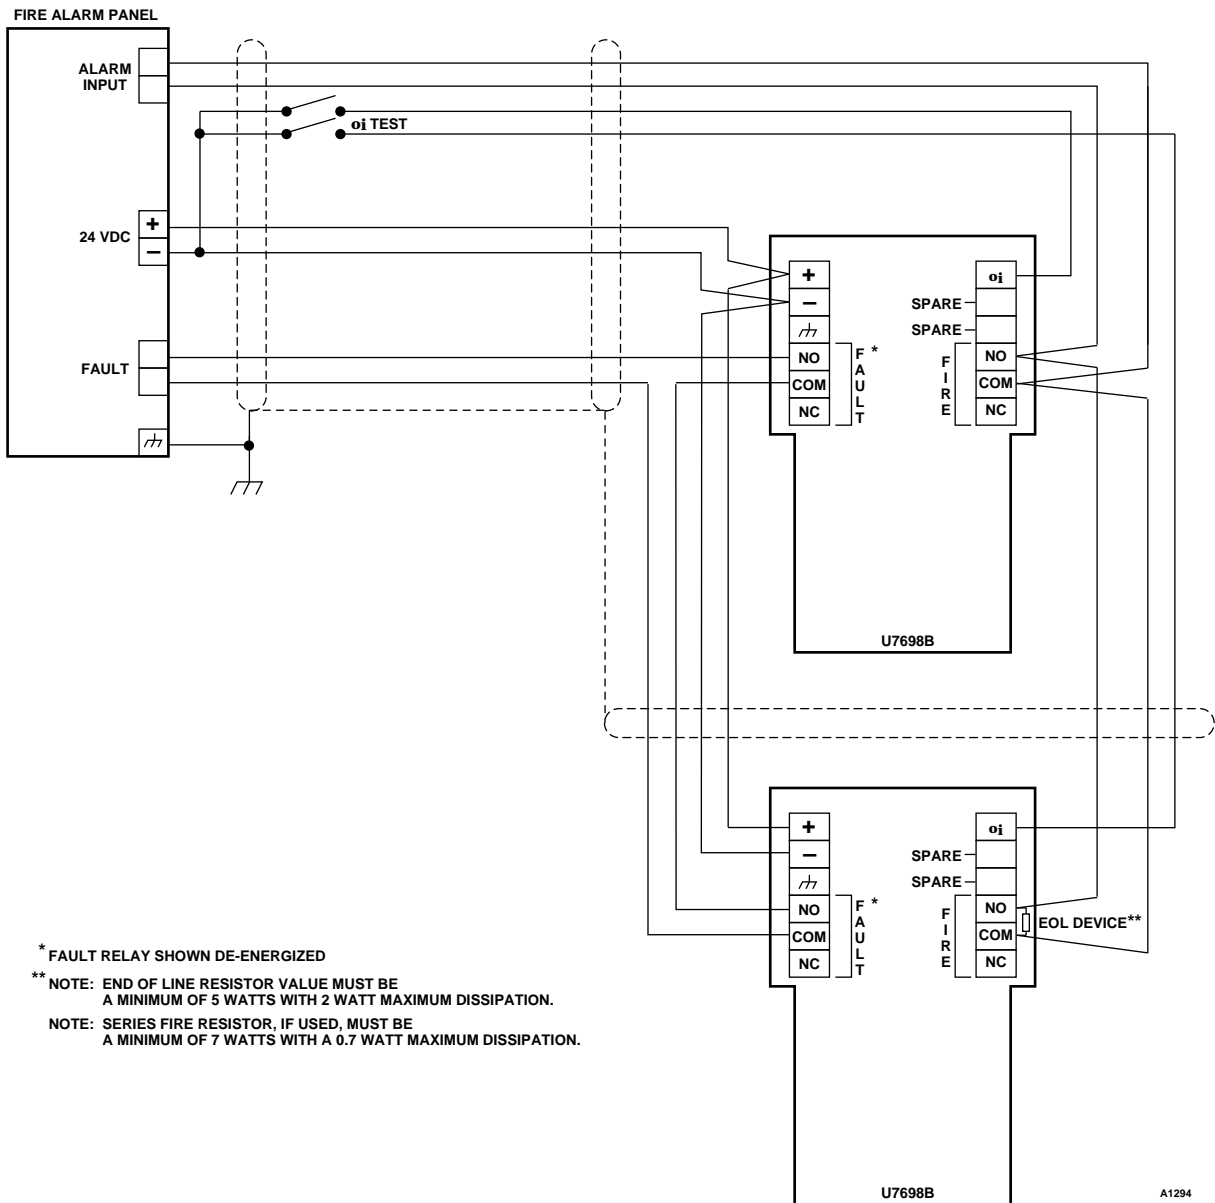 FIRE ALARM PANEL
ALARM
INPUT
oi TEST
+
24 VDC
−
FAULT
+
oi
−
SPARE
SPARE
NO
F *
A
U
L
T
F
I
R
E
NO
COM
COM
NC
NC
U7698B
+
oi
−
SPARE
SPARE
NO
F *
A
U
L
T
F
I
R
E
NO
EOL DEVICE**
COM
COM
NC
NC
* FAULT RELAY SHOWN DE-ENERGIZED
** NOTE: END OF LINE RESISTOR VALUE MUST BE
A MINIMUM OF 5 WATTS WITH 2 WATT MAXIMUM DISSIPATION.
NOTE: SERIES FIRE RESISTOR, IF USED, MUST BE
A MINIMUM OF 7 WATTS WITH A 0.7 WATT MAXIMUM DISSIPATION.
U7698B
A1294